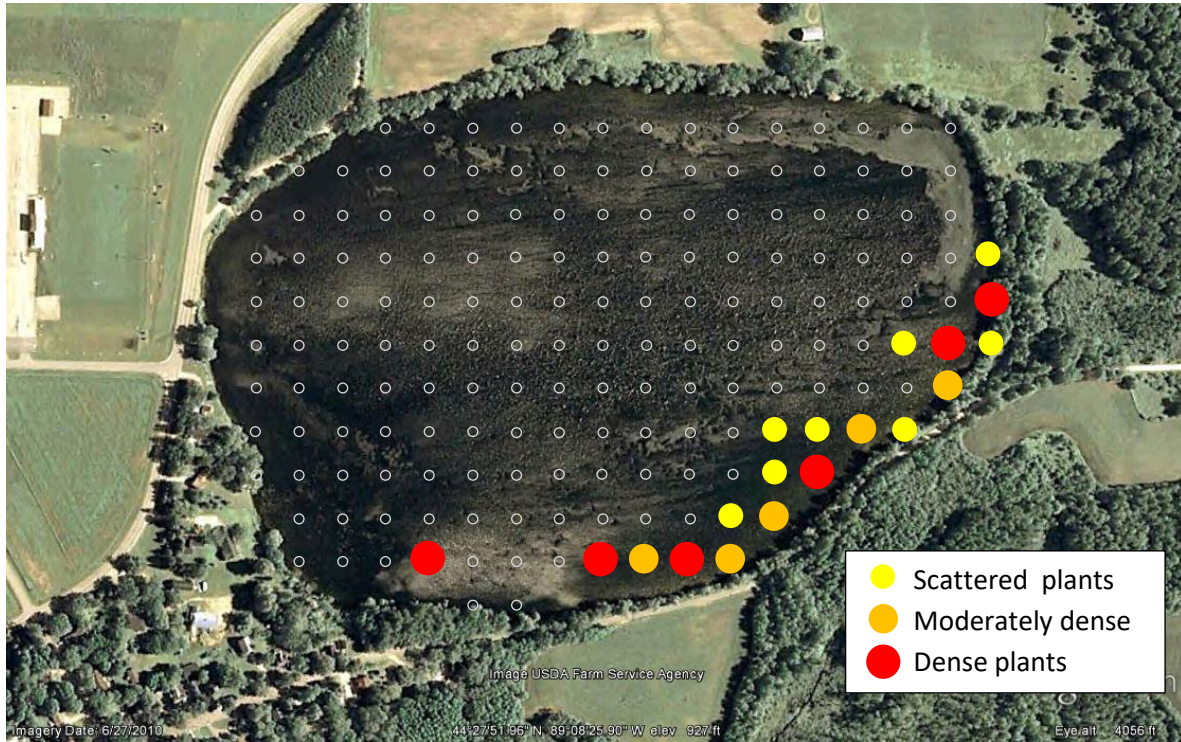 Scattered plants
Moderately dense
Dense plants
Image USDA Farm Service Agency
Imagery Date: 6/27/2010
44°27'51.96" N 89°08'25.90" W elev 927 ft
Eye alt 4056 ft